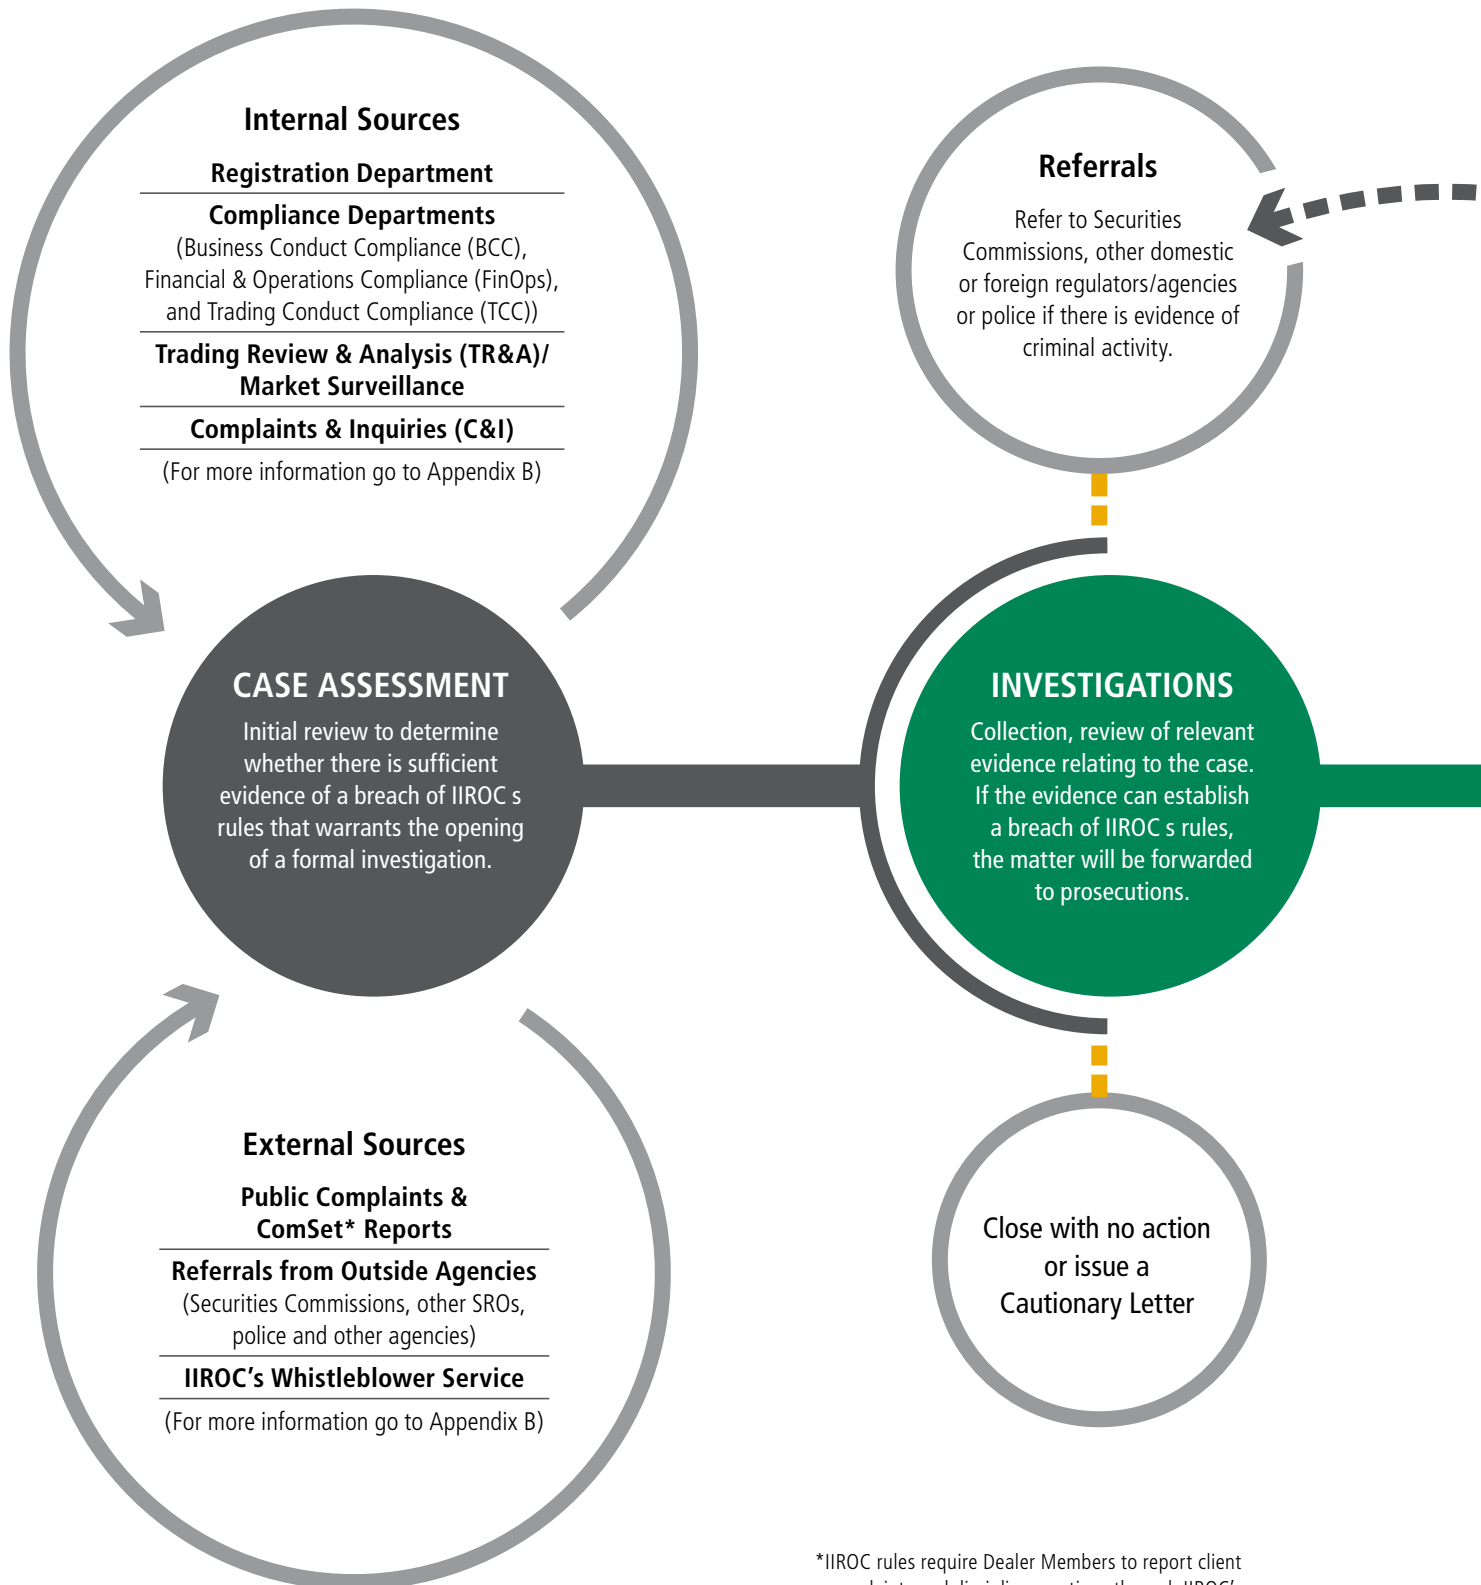 Internal Sources
Registration Department
Compliance Departments
(Business Conduct Compliance (BCC),
Financial & Operations Compliance (FinOps),
and Trading Conduct Compliance (TCC))
Trading Review & Analysis (TR&A)/
Market Surveillance
Complaints & Inquiries (C&I)
(For more information go to Appendix B)
Referrals
Refer to Securities
Commissions, other domestic
or foreign regulators/agencies
or police if there is evidence of
criminal activity.
CASE ASSESSMENT
Initial review to determine
whether there is sufficient
evidence of a breach of IIROC s
rules that warrants the opening
of a formal investigation.
INVESTIGATIONS
Collection, review of relevant
evidence relating to the case.
If the evidence can establish
a breach of IIROC s rules,
the matter will be forwarded
to prosecutions.
External Sources
Public Complaints &
ComSet* Reports
Referrals from Outside Agencies
(Securities Commissions, other SROs,
police and other agencies)
IIROC’s Whistleblower Service
(For more information go to Appendix B)
Close with no action
or issue a
Cautionary Letter
*IIROC rules require Dealer Members to report client